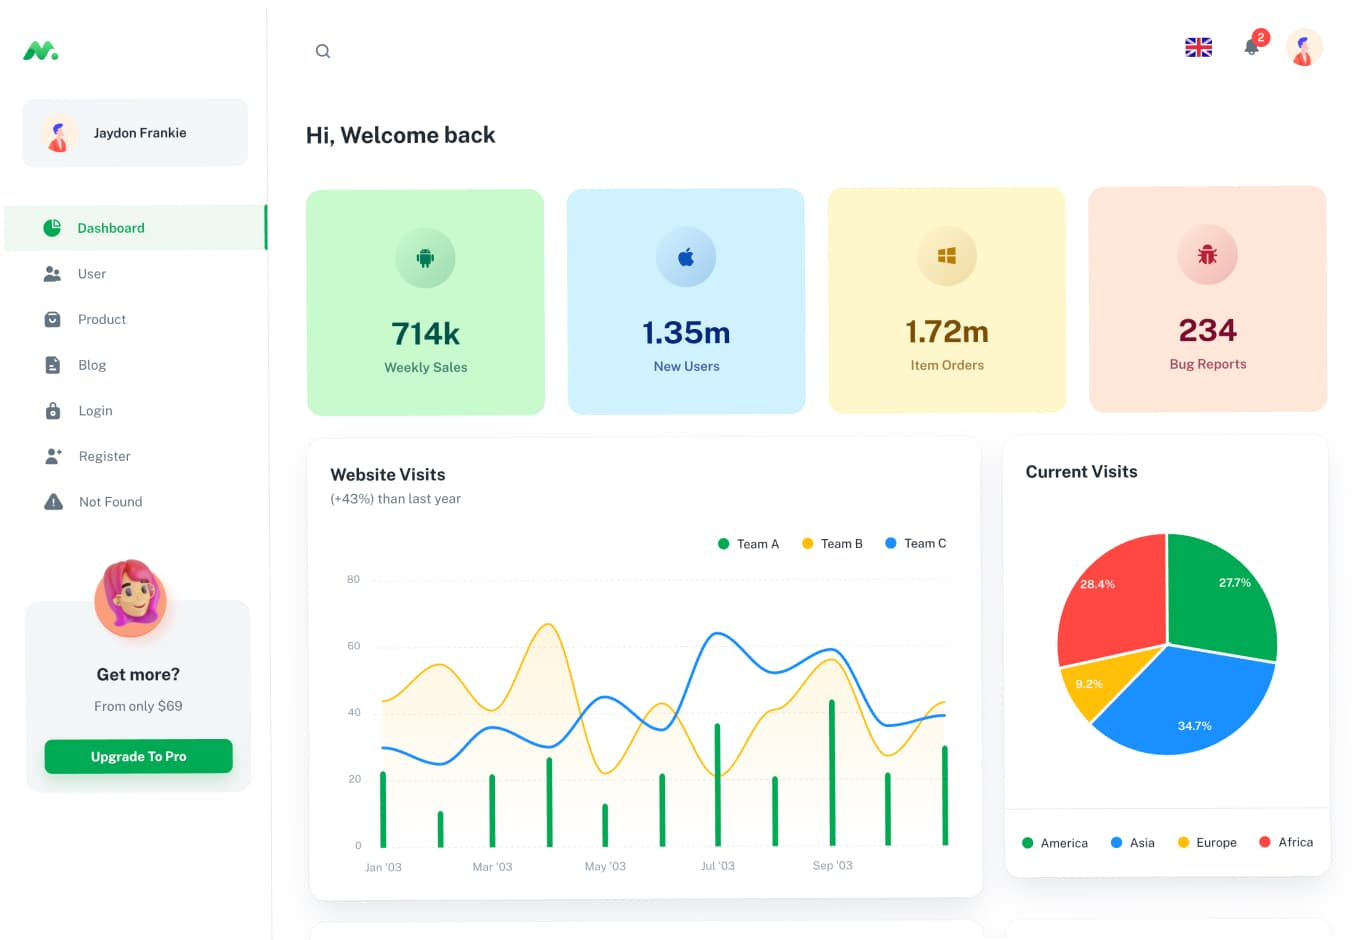 2
Jaydon Frankie
Hi, Welcome back
Dashboard
User
Product
Blog
Login
Register
Not Found
Get more?
From only $69
Upgrade To Pro
714k
Weekly Sales
1.35m
New Users
1.72m
Item Orders
234
Bug Reports
Website Visits
(+43%) than last year
Team A Team B Team C
80
60
40
20
0
Jan '03 Mar '03 May '03 Jul '03 Sep '03
Current Visits
28.4% 27.7%
9.2%
34.7%
America Asia Europe Africa